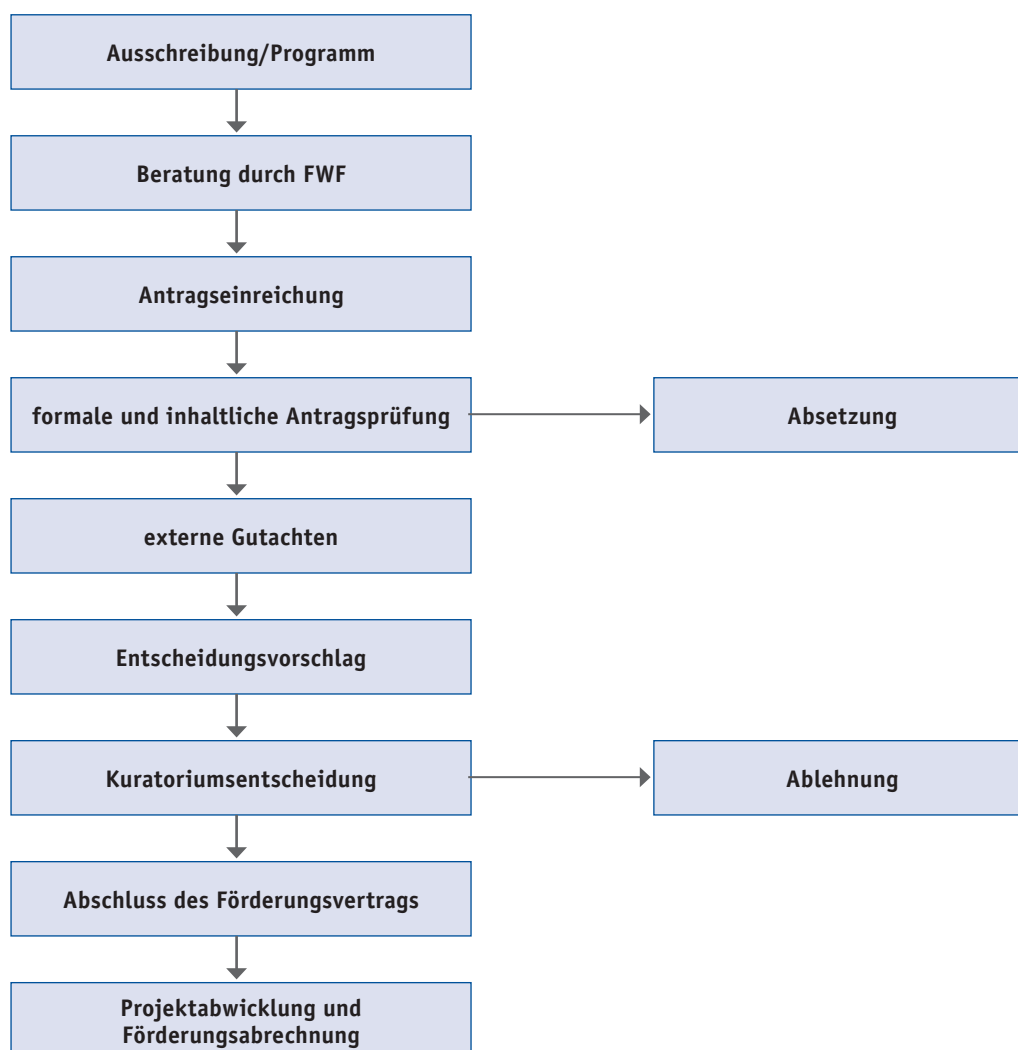 Ausschreibung/Programm
Beratung durch FWF
Antragseinreichung
formale und inhaltliche Antragsprüfung
Absetzung
externe Gutachten
Entscheidungsvorschlag
Kuratoriumsentscheidung
Ablehnung
Abschluss des Förderungsvertrags
Projektabwicklung und
Förderungsabrechnung